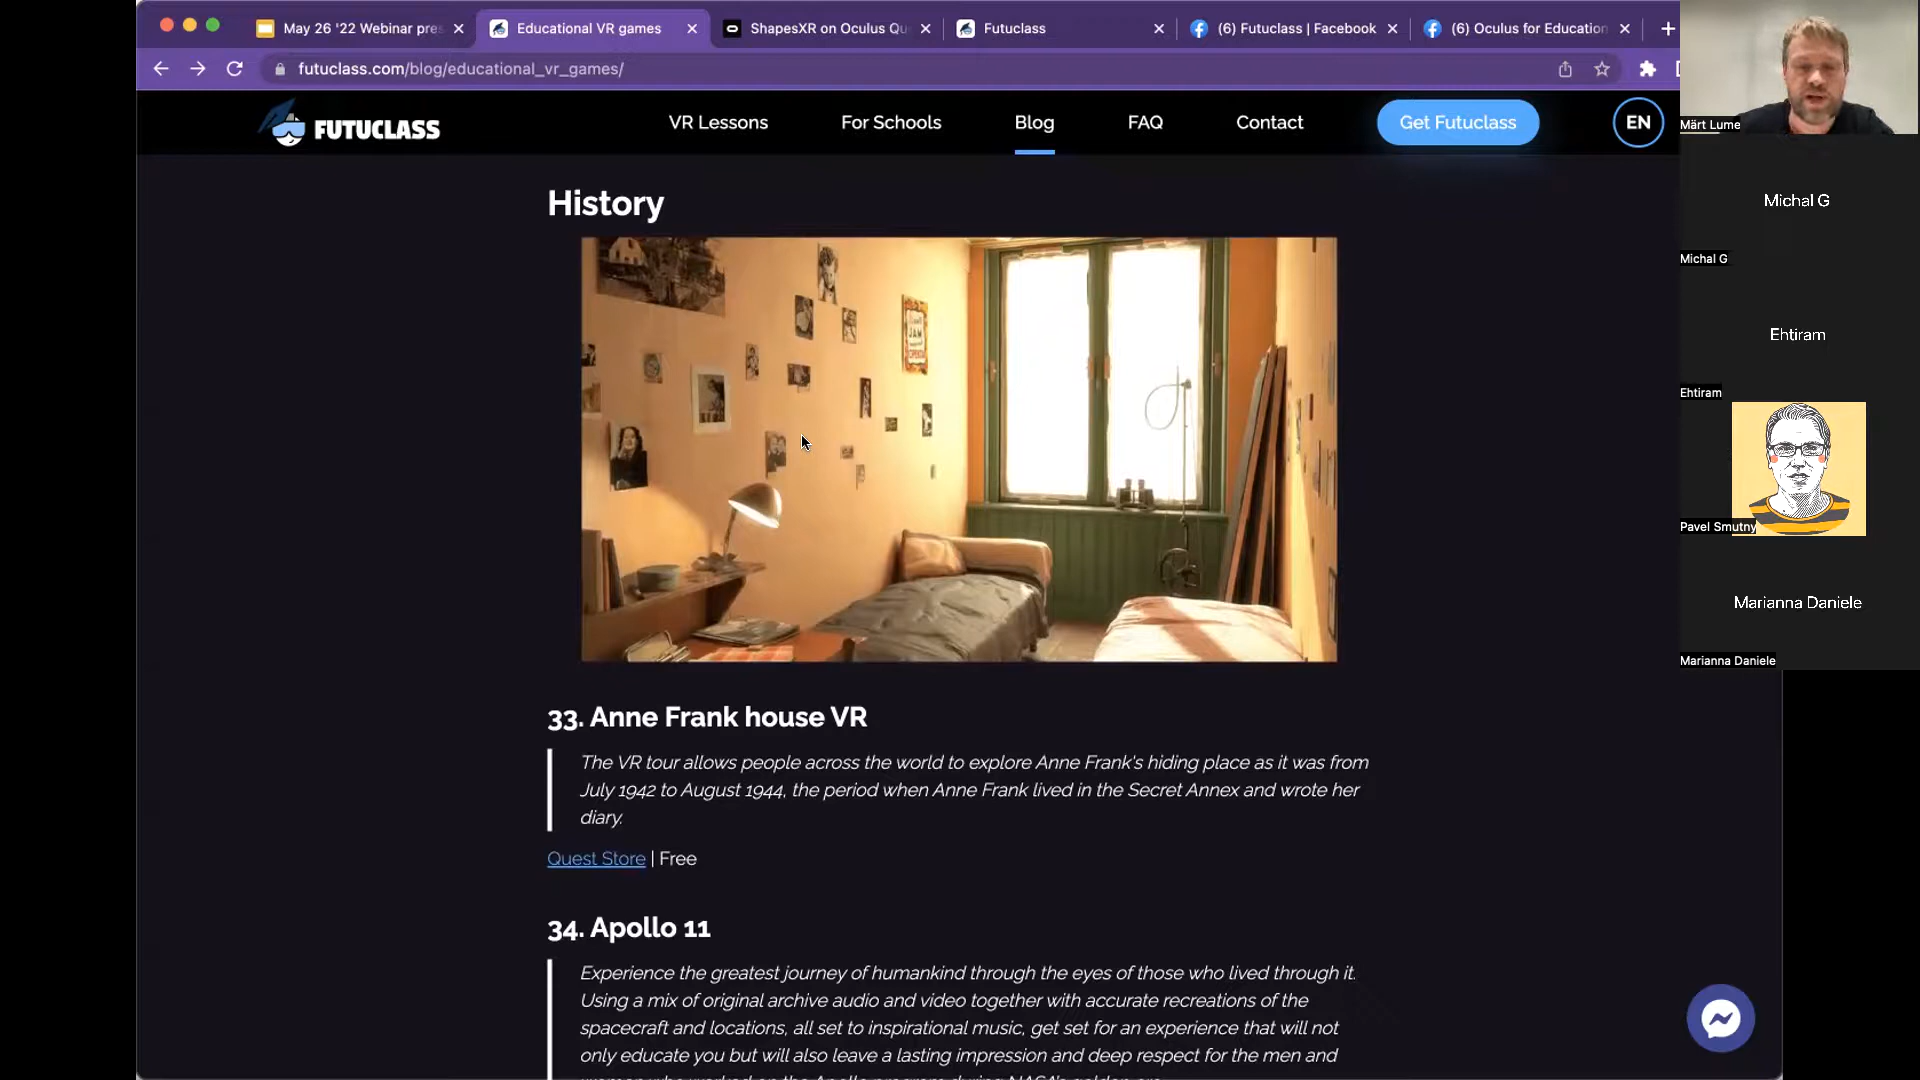 May 26 '22 Webinar pre
Educational VR games
ShapesXR on Oculus Qu
Futuclass
(6) Futuclass | Facebook
(6) Oculus for Education
futuclass.com/blog/educational_vr_games/
FUTUCLASS
VR Lessons
For Schools
Blog
FAQ
Contact
Get Futuclass
EN
Märt Lume
Michal G
Michal G
Ehtiram
Ehtiram
Pavel Smutny
Marianna Daniele
Marianna Daniele
History
JAM
33. Anne Frank house VR
The VR tour allows people across the world to explore Anne Frank's hiding place as it was from
July 1942 to August 1944, the period when Anne Frank lived in the Secret Annex and wrote her
diary.
Quest Store | Free
34. Apollo 11
Experience the greatest journey of humankind through the eyes of those who lived through it.
Using a mix of original archive audio and video together with accurate recreations of the
spacecraft and locations, all set to inspirational music, get set for an experience that will not
only educate you but will also leave a lasting impression and deep respect for the men and